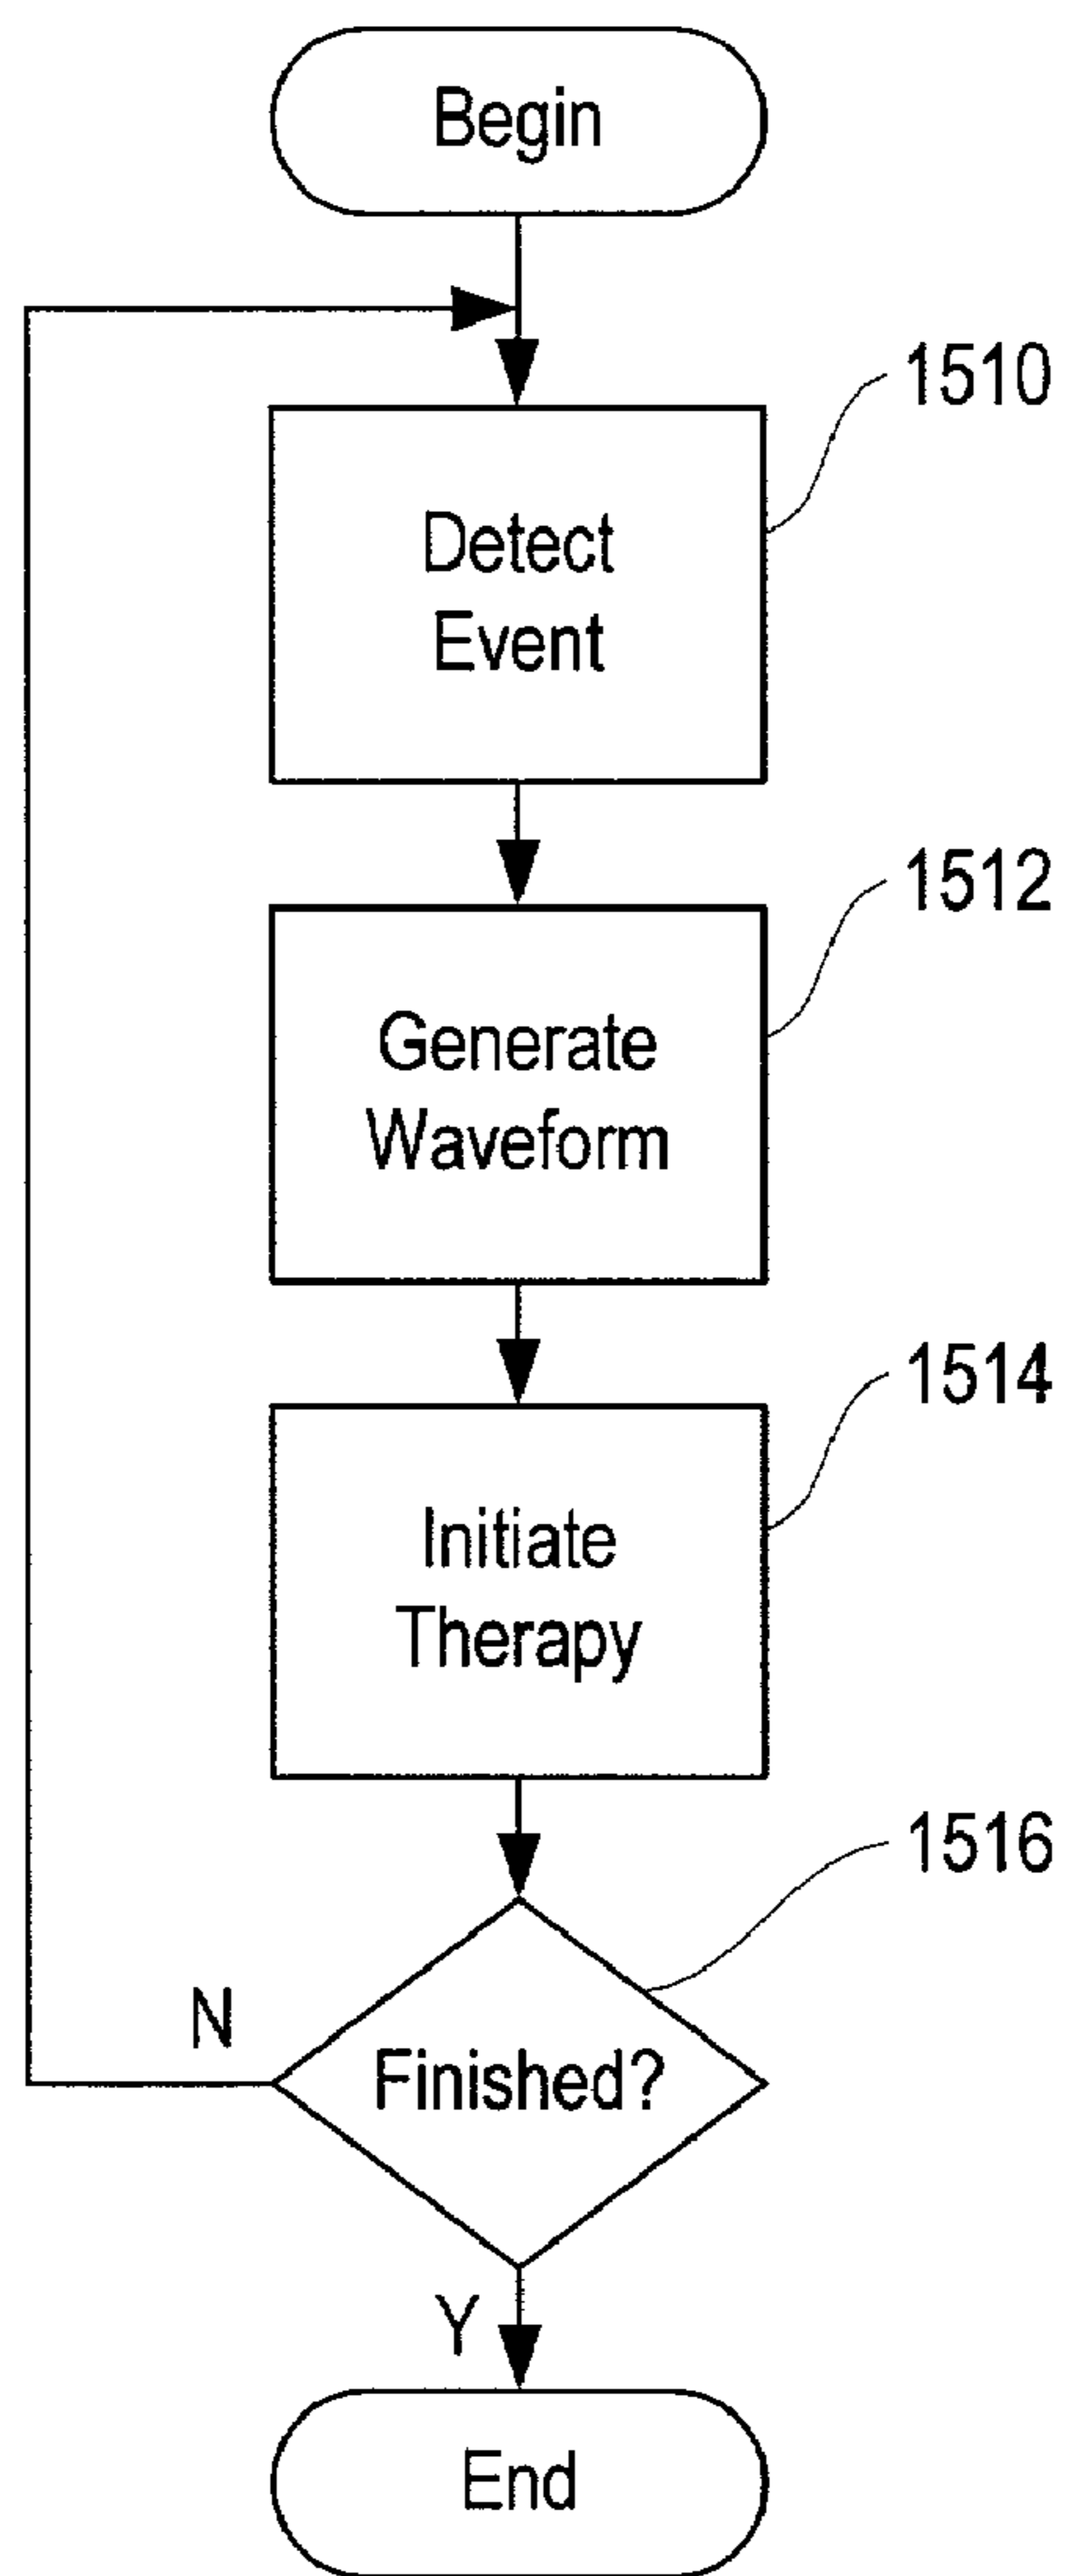 Begin
1510
Detect
Event
1512
Generate
Waveform
1514
Initiate
Therapy
1516
N
Finished?
Y
End